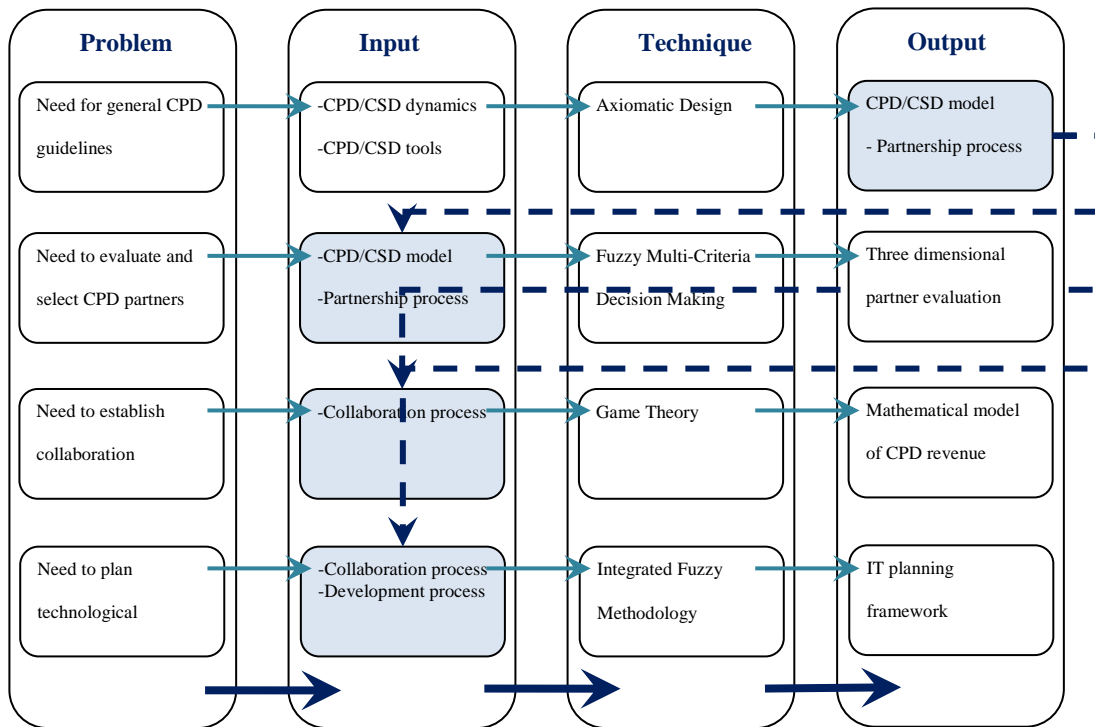 Problem
Input
Technique
Output
Need for general CPD
guidelines
-CPD/CSD dynamics
-CPD/CSD tools
Axiomatic Design
CPD/CSD model
- Partnership process
Need to evaluate and
select CPD partners
-CPD/CSD model
-Partnership process
Fuzzy Multi-Criteria
Decision Making
Three dimensional
partner evaluation
Need to establish
collaboration
-Collaboration process
Game Theory
Mathematical model
of CPD revenue
Need to plan
technological
-Collaboration process
-Development process
Integrated Fuzzy
Methodology
IT planning
framework